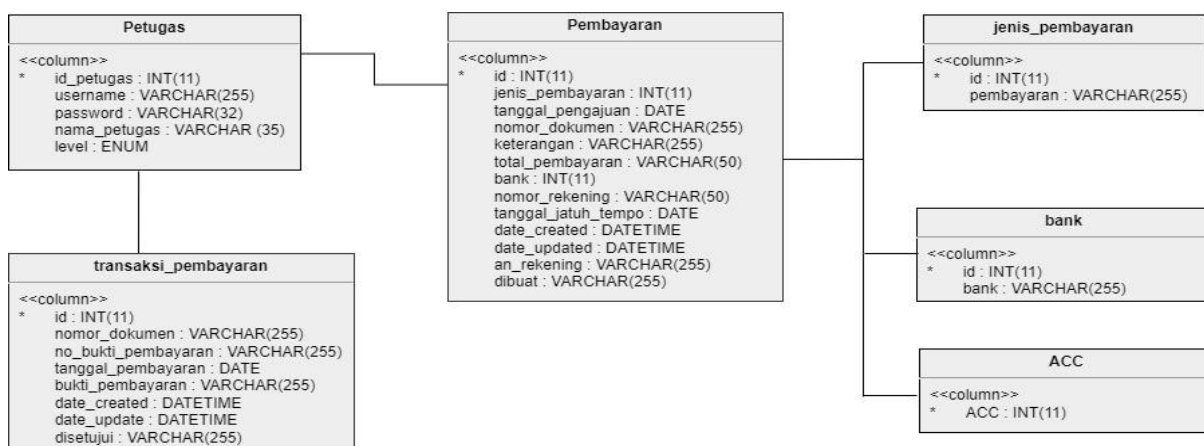 Petugas
<<column>>
* id_petugas : INT(11)
username : VARCHAR(255)
password : VARCHAR(32)
nama_petugas : VARCHAR (35)
level : ENUM
Pembayaran
<<column>>
* id : INT(11)
jenis_pembayaran : INT(11)
tanggal_pengajuan : DATE
nomor_dokumen : VARCHAR(255)
keterangan : VARCHAR(255)
total_pembayaran : VARCHAR(50)
bank : INT(11)
nomor_rekening : VARCHAR(50)
tanggal_jatuh_tempo : DATE
date_created : DATETIME
date_updated : DATETIME
an_rekening : VARCHAR(255)
dibuat : VARCHAR(255)
jenis_pembayaran
<<column>>
* id : INT(11)
pembayaran : VARCHAR(255)
bank
<<column>>
* id : INT(11)
bank : VARCHAR(255)
transaksi_pembayaran
<<column>>
* id : INT(11)
nomor_dokumen : VARCHAR(255)
no_bukti_pembayaran : VARCHAR(255)
tanggal_pembayaran : DATE
bukti_pembayaran : VARCHAR(255)
date_created : DATETIME
date_update : DATETIME
disetujui : VARCHAR(255)
ACC
<<column>>
* ACC : INT(11)